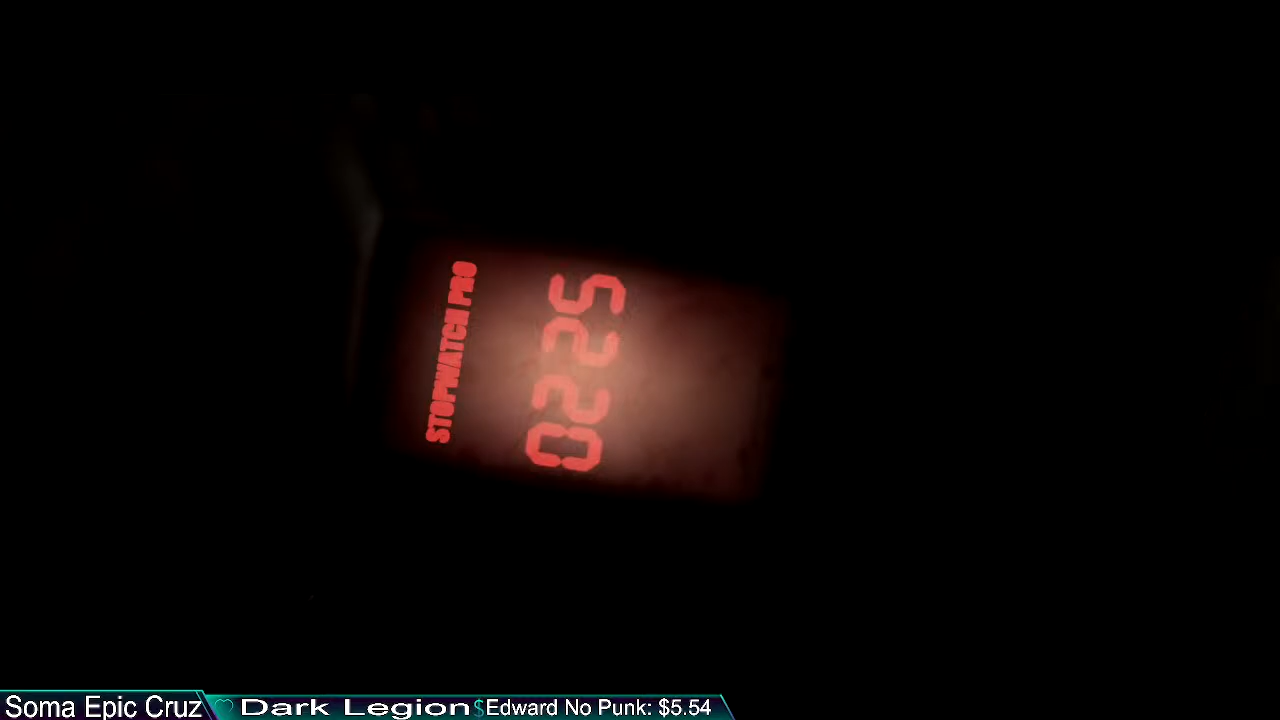 STOPWATCH PRO
0225
Soma Epic Cruz
Dark Legion
$Edward No Punk: $5.54